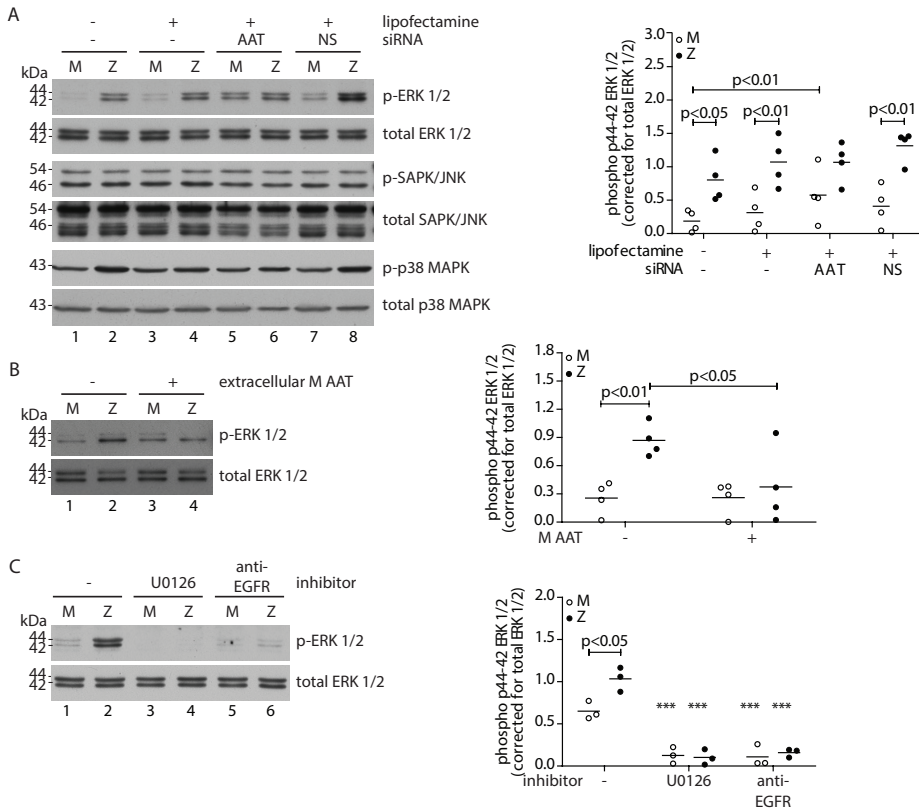 A
- + + + lipofectamine
- - AAT NS siRNA
M Z M Z M Z M Z
kDa
44
42
p-ERK 1/2
44
42
total ERK 1/2
54
46
p-SAPK/JNK
54
46
total SAPK/JNK
43
p-p38 MAPK
43
total p38 MAPK
1 2 3 4 5 6 7 8
phospho p44-42 ERK 1/2
(corrected for total ERK 1/2)
M
Z
3.0
2.5
2.0
1.5
1.0
0.5
0.0
p<0.01
p<0.05
p<0.01
p<0.01
lipofectamine - + + +
siRNA - - AAT NS
B
- + extracellular M AAT
M Z M Z
kDa
44
42
p-ERK 1/2
44
42
total ERK 1/2
1 2 3 4
phospho p44-42 ERK 1/2
(corrected for total ERK 1/2)
M
Z
1.8
1.5
1.2
0.9
0.6
0.3
0.0
p<0.01
p<0.05
M AAT - +
C
- U0126 anti-EGFR inhibitor
M Z M Z M Z
kDa
44
42
p-ERK 1/2
44
42
total ERK 1/2
1 2 3 4 5 6
phospho p44-42 ERK 1/2
(corrected for total ERK 1/2)
M
Z
2.0
1.5
1.0
0.5
0.0
p<0.05
*** *** *** ***
inhibitor - U0126 anti-
EGFR